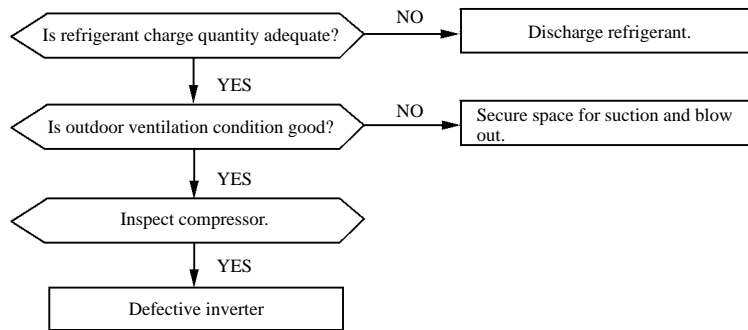 Is refrigerant charge quantity adequate?
NO
Discharge refrigerant.
YES
Is outdoor ventilation condition good?
NO
Secure space for suction and blow
out.
YES
Inspect compressor.
YES
Defective inverter